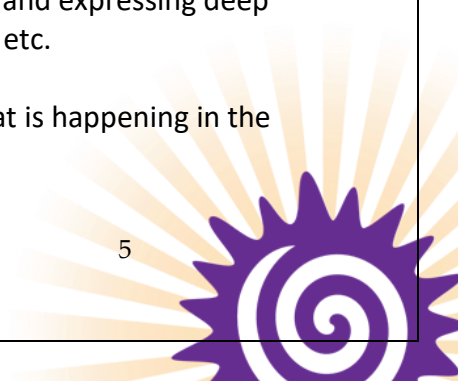 and expressing deep
etc.
at is happening in the
5